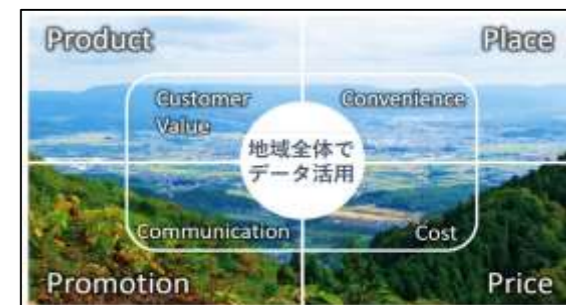 Product
Place
Customer
Value
Convenience
地域全体で
データ活用
Communication
Cost
Promotion
Price